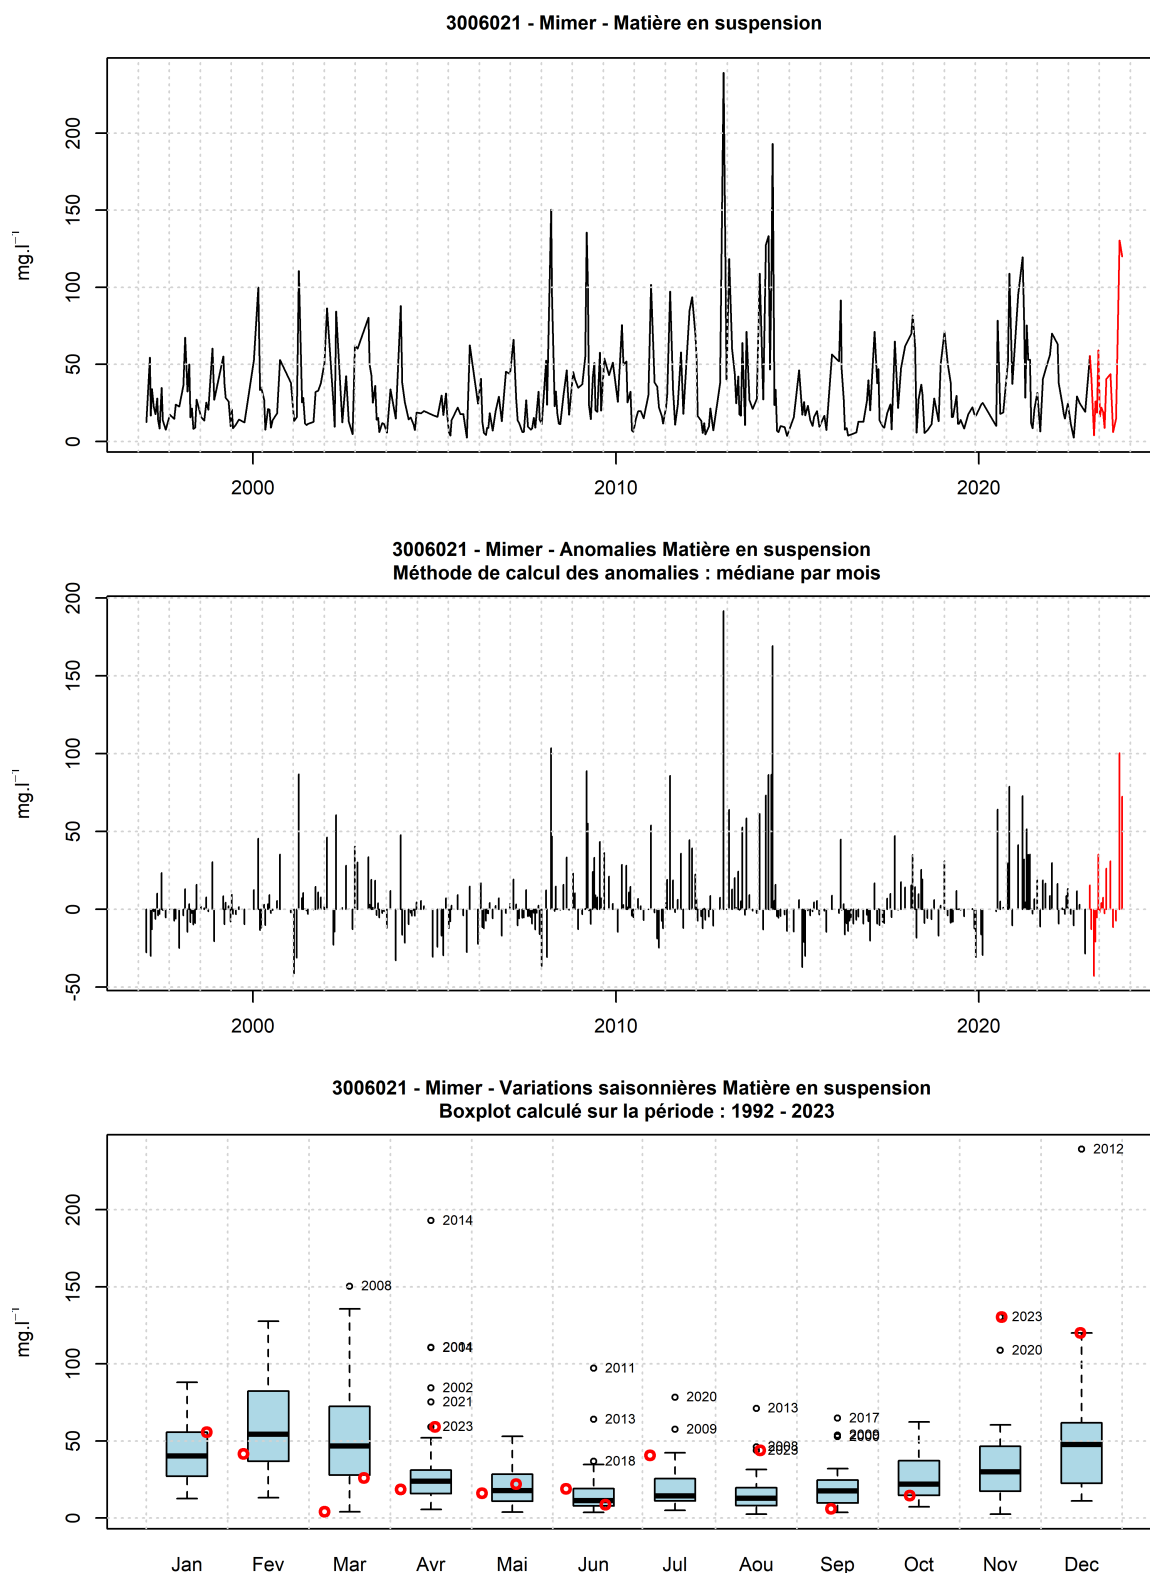 3006021 - Mimer - Matière en suspension
mg.l⁻¹
200
150
100
50
0
2000 2010 2020
3006021 - Mimer - Anomalies Matière en suspension
Méthode de calcul des anomalies : médiane par mois
mg.l⁻¹
200
150
100
50
0
-50
2000 2010 2020
3006021 - Mimer - Variations saisonnières Matière en suspension
Boxplot calculé sur la période : 1992 - 2023
mg.l⁻¹
200
150
100
50
0
2012
2014
2008
2023
2020
2011
2002
2021
2020
2013
2017
2023
2013
2009
2018
Jan Fev Mar Avr Mai Jun Jul Aou Sep Oct Nov Dec